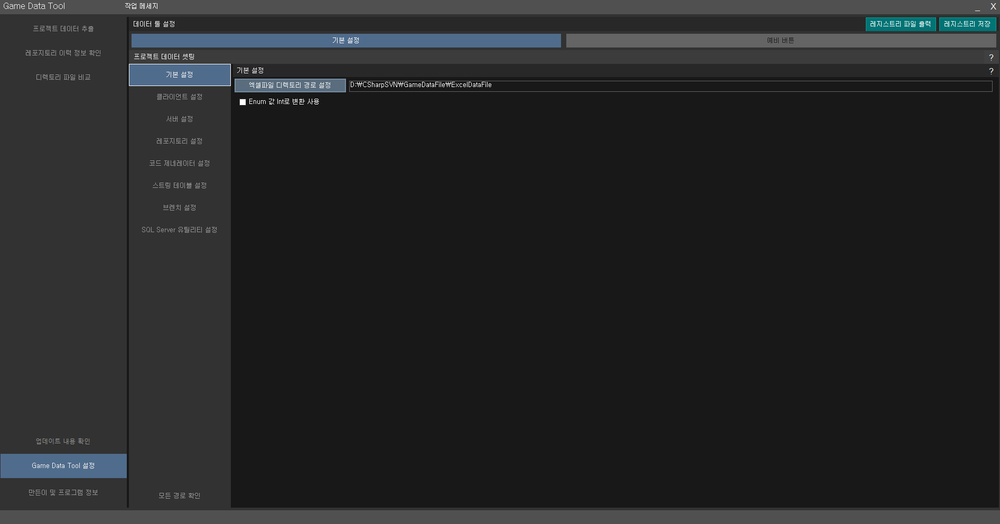 Game Data Tool 작업 메세지 _ X
프로젝트 데이터 추출
레포지토리 이력 정보 확인
디렉토리 파일 비교
업데이트 내용 확인
Game Data Tool 설정
만든이 및 프로그램 정보
데이터 툴 설정 레지스트리 파일 출력 레지스트리 저장
기본 설정 예비 버튼
프로젝트 데이터 셋팅 ?
기본 설정
클라이언트 설정
서버 설정
레포지토리 설정
코드 제네레이터 설정
스트링 테이블 설정
브렌치 설정
SQL Server 유틸리티 설정
모든 경로 확인
기본 설정 ?
엑셀파일 디렉토리 경로 설정 D:₩CSharpSVN₩GameDataFile₩ExcelDataFile
Enum 값 Int로 변환 사용